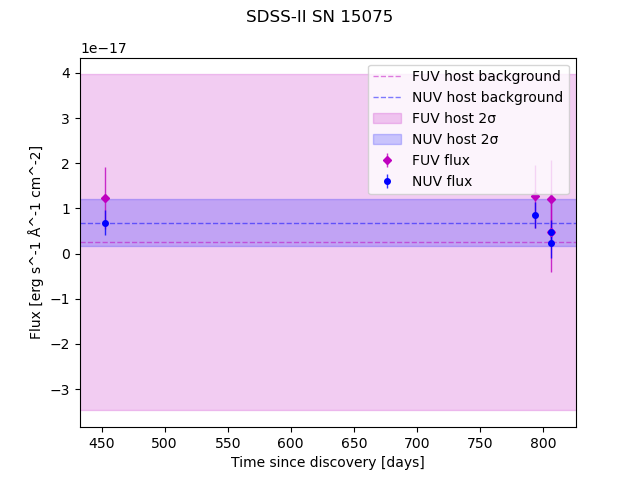 SDSS-II SN 15075
1e−17
FUV host background
NUV host background
FUV host 2σ
NUV host 2σ
FUV flux
NUV flux
4
3
2
1
0
−1
−2
−3
Flux [erg s^-1 Å^-1 cm^-2]
450 500 550 600 650 700 750 800
Time since discovery [days]